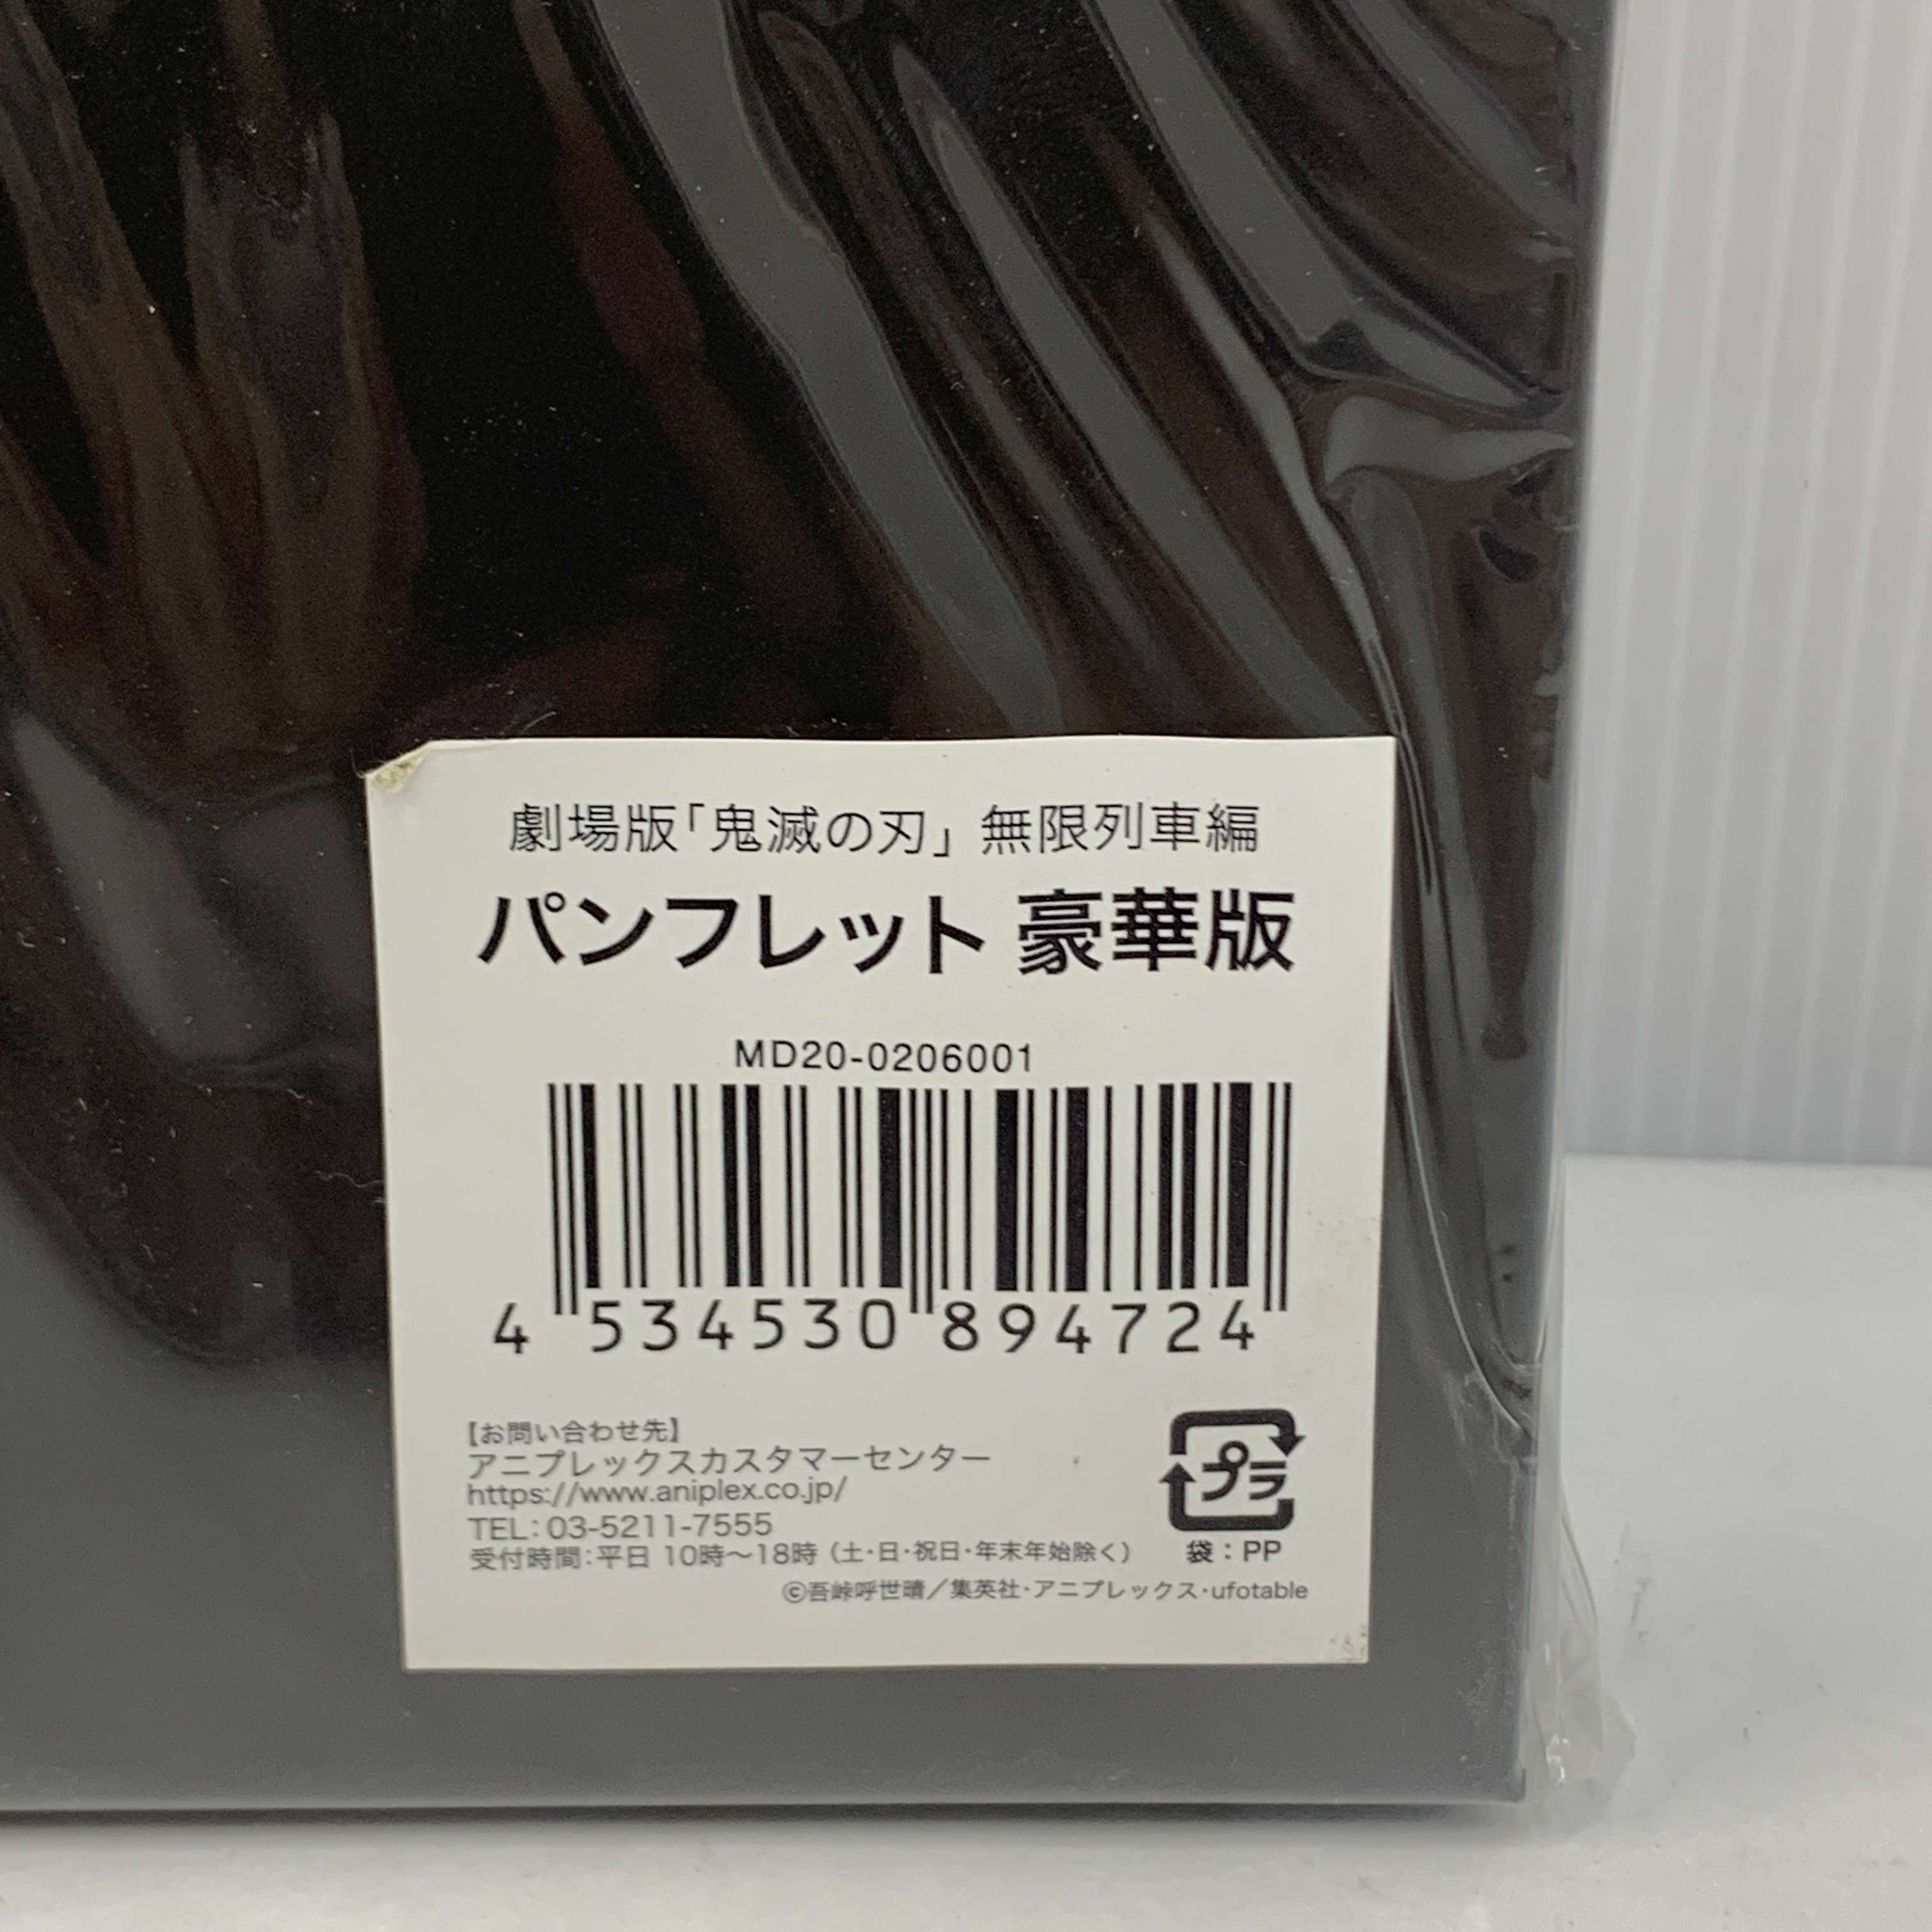 劇場版「鬼滅の刃」無限列車編
パンフレット 豪華版
MD20-0206001
4 534530 894724
【お問い合わせ先】
アニプレックスカスタマーセンター
https://www.aniplex.co.jp/
TEL：03-5211-7555
受付時間：平日 10時～18時（土・日・祝日・年末年始除く）
プラ
袋：PP
©吾峠呼世晴／集英社・アニプレックス・ufotable